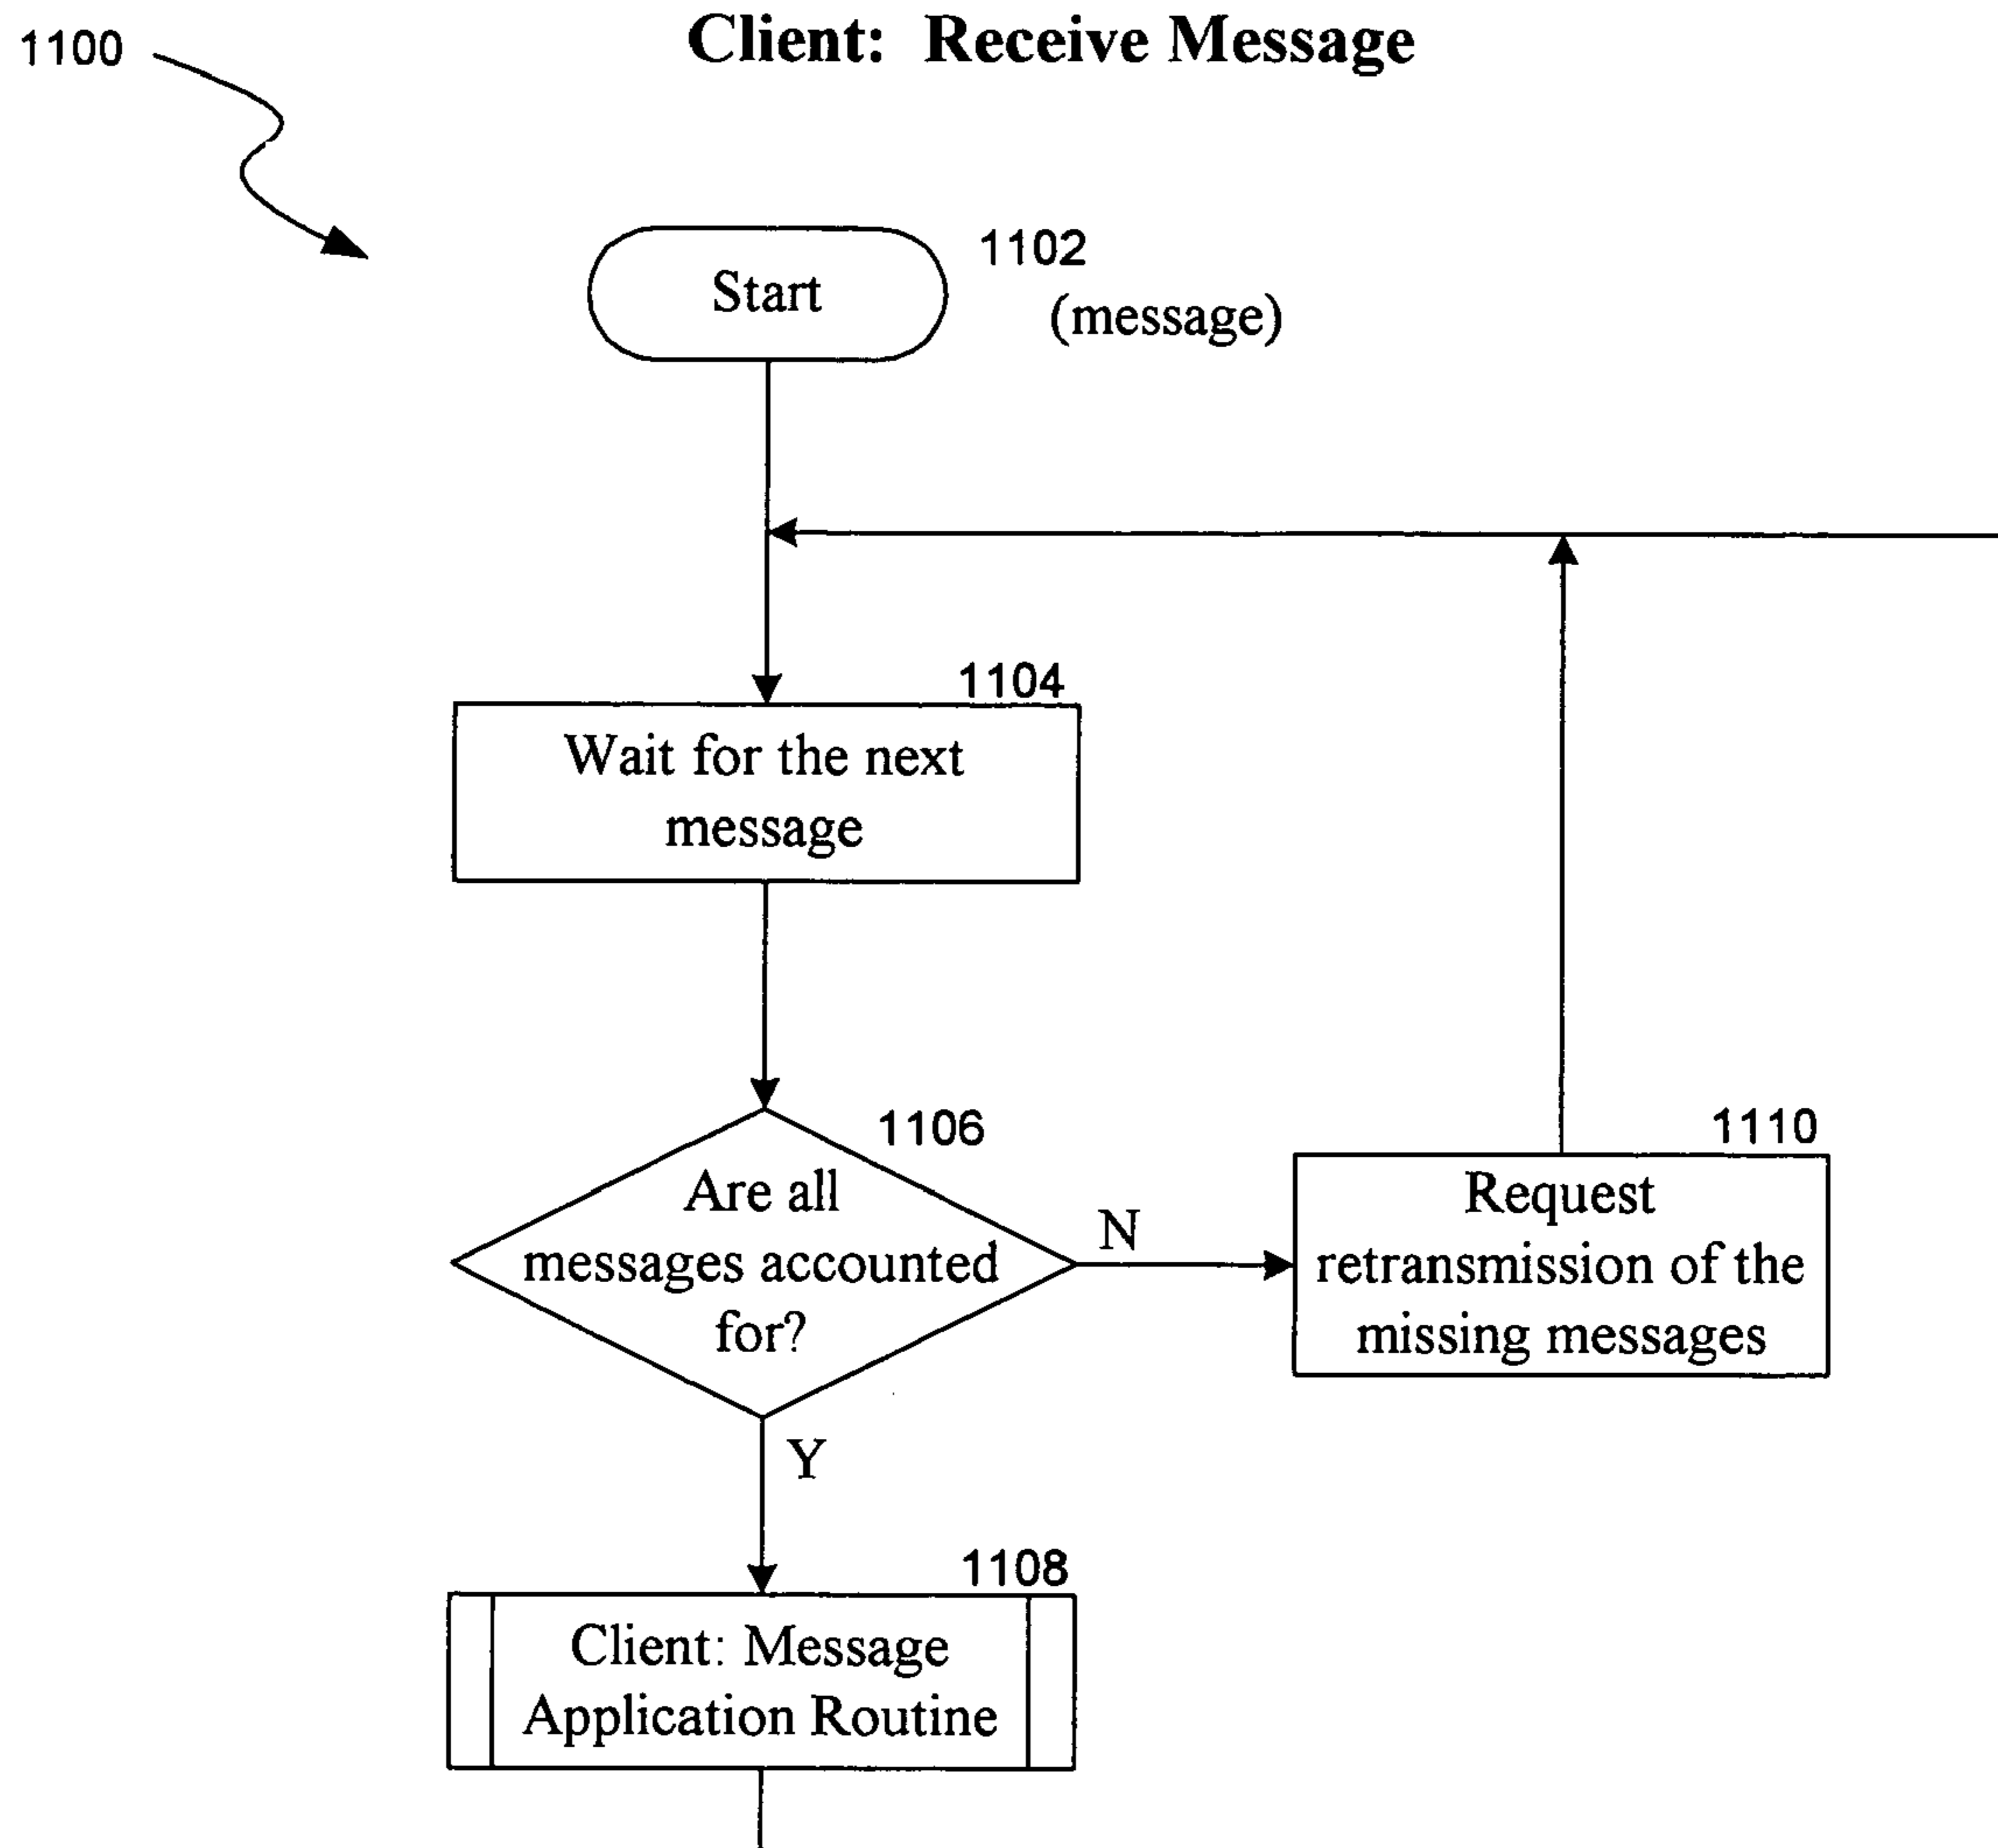 Client: Receive Message
1100
1102
Start
(message)
1104
Wait for the next
message
1106
Are all
messages accounted
for?
N
1110
Request
retransmission of the
missing messages
Y
1108
Client: Message
Application Routine